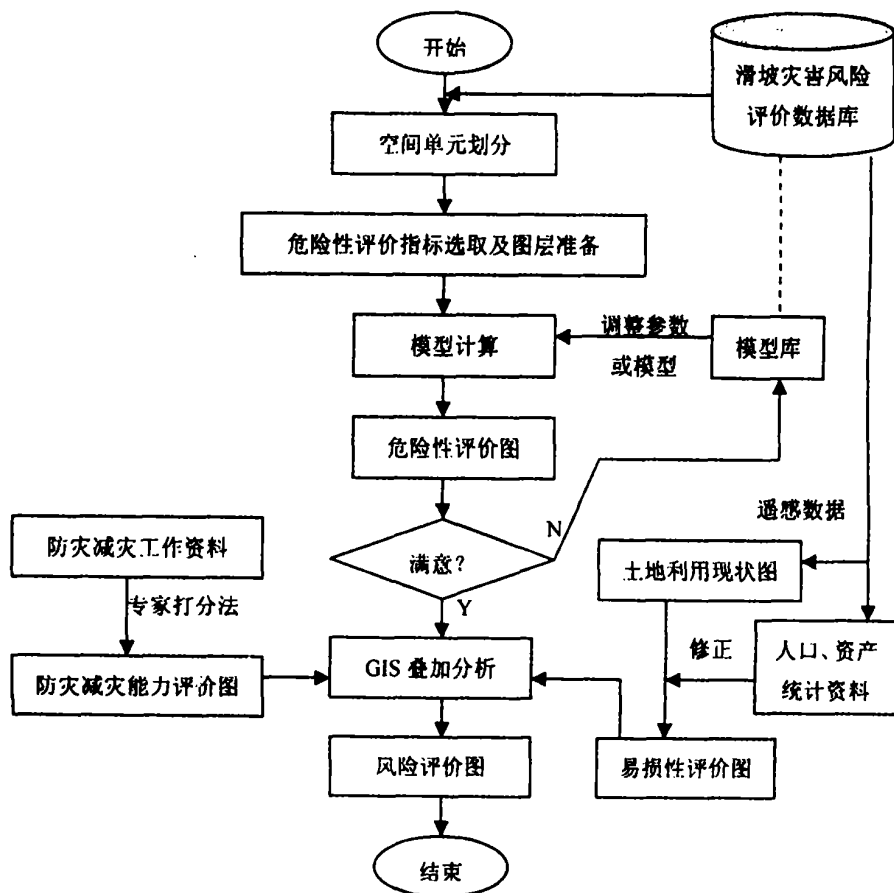 开始
滑坡灾害风险
评价数据库
空间单元划分
危险性评价指标选取及图层准备
模型计算
调整参数
或模型
模型库
危险性评价图
满意?
N
Y
遥感数据
防灾减灾工作资料
专家打分法
防灾减灾能力评价图
土地利用现状图
修正
人口、资产
统计资料
GIS 叠加分析
易损性评价图
风险评价图
结束